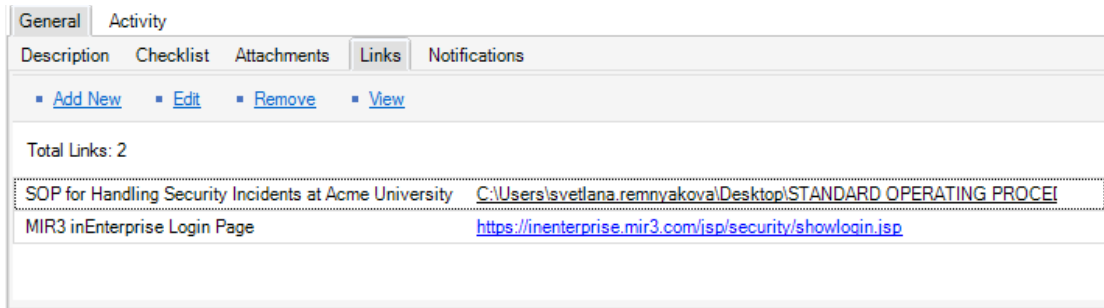 General Activity
Description Checklist Attachments Links Notifications
Add New Edit Remove View
Total Links: 2
SOP for Handling Security Incidents at Acme University C:\Users\svetlana.remnyakova\Desktop\STANDARD OPERATING
MIR3 inEnterprise Login Page https://inenterprise.mir3.com/jsp/security/showlogin.jsp